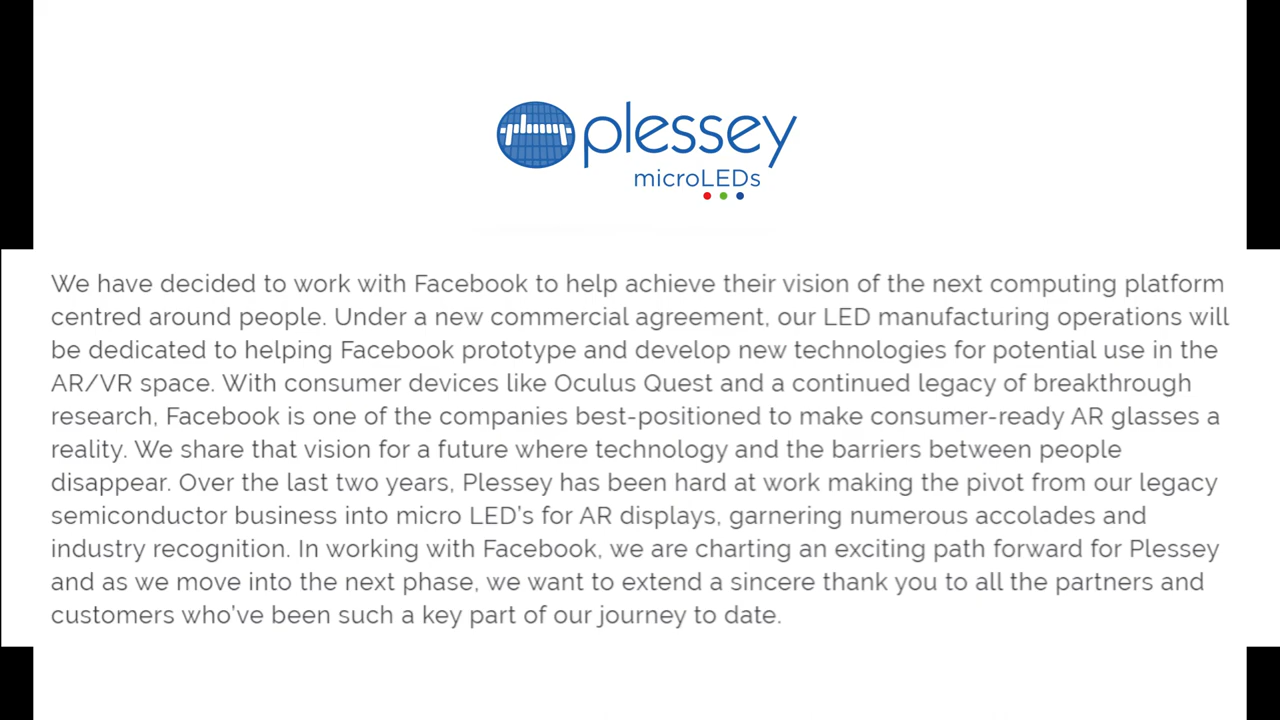 plessey
microLEDs
We have decided to work with Facebook to help achieve their vision of the next computing platform
centred around people. Under a new commercial agreement, our LED manufacturing operations will
be dedicated to helping Facebook prototype and develop new technologies for potential use in the
AR/VR space. With consumer devices like Oculus Quest and a continued legacy of breakthrough
research, Facebook is one of the companies best-positioned to make consumer-ready AR glasses a
reality. We share that vision for a future where technology and the barriers between people
disappear. Over the last two years, Plessey has been hard at work making the pivot from our legacy
semiconductor business into micro LED’s for AR displays, garnering numerous accolades and
industry recognition. In working with Facebook, we are charting an exciting path forward for Plessey
and as we move into the next phase, we want to extend a sincere thank you to all the partners and
customers who’ve been such a key part of our journey to date.